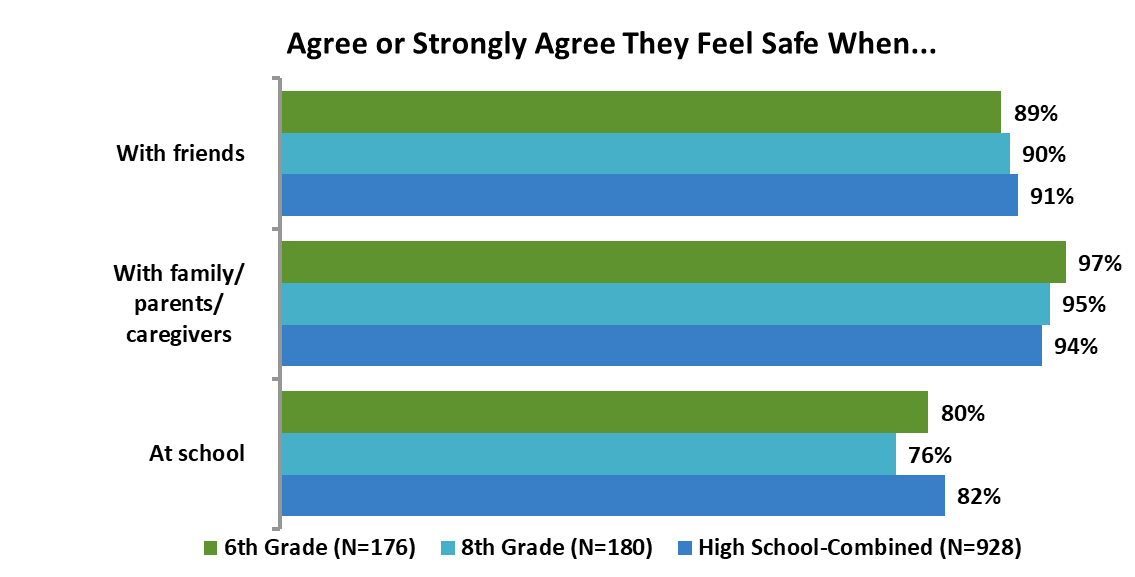 Agree or Strongly Agree They Feel Safe When...
With friends
89%
90%
91%
With family/
parents/
caregivers
97%
95%
94%
At school
80%
76%
82%
6th Grade (N=176) 8th Grade (N=180) High School-Combined (N=928)